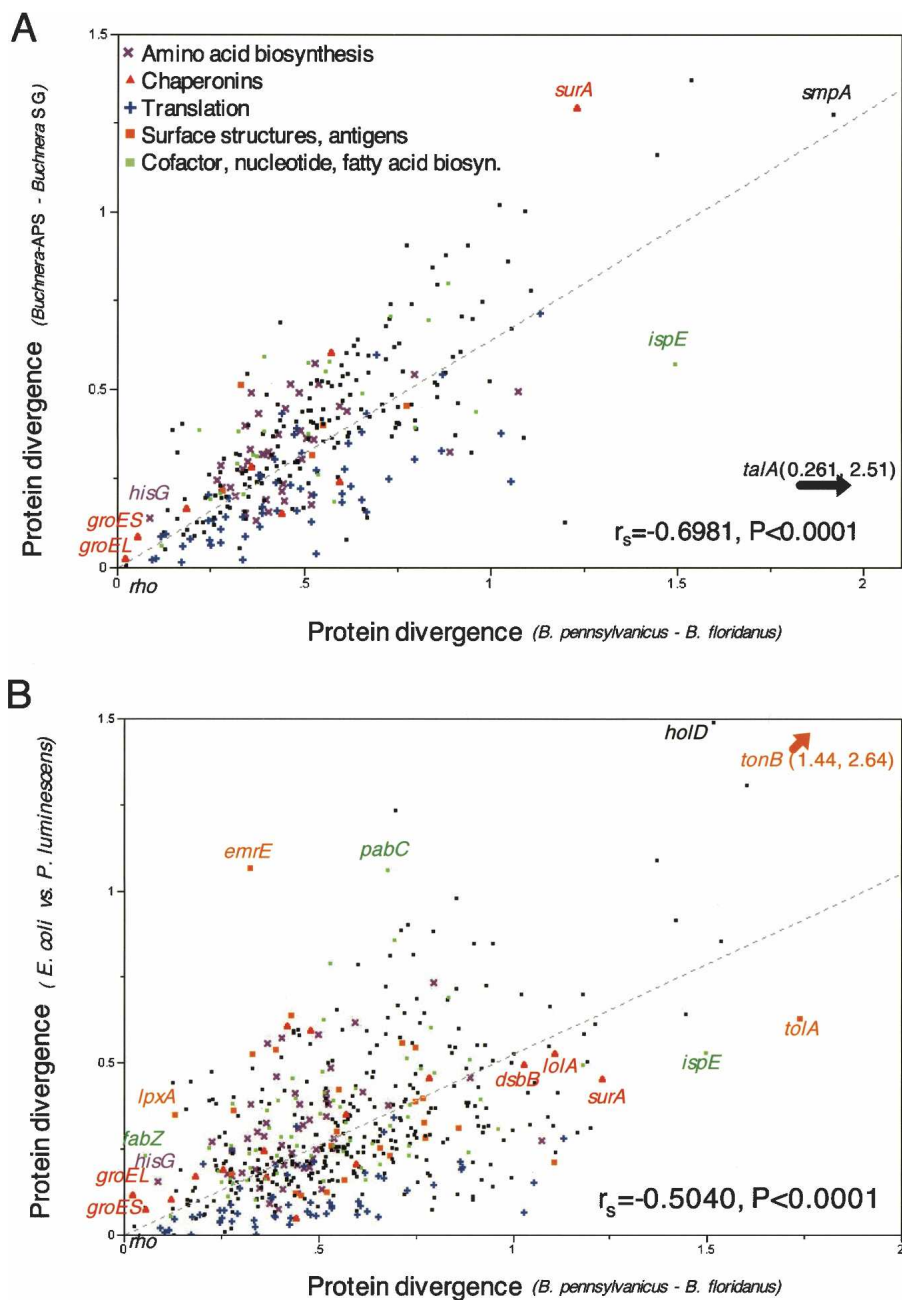 A
1.5
Amino acid biosynthesis
Chaperonins
Translation
Surface structures, antigens
Cofactor, nucleotide, fatty acid biosyn.
surA
smpA
Protein divergence (Buchnera-APS - Buchnera SG)
1
ispE
0.5
talA(0.261, 2.51)
hisG
groES
groEL
rs=-0.6981, P<0.0001
0
rho
0 .5 1 1.5 2
Protein divergence (B. pennsylvanicus - B. floridanus)
B
1.5
holD
tonB (1.44, 2.64)
emrE
pabC
1
Protein divergence ( E. coli vs. P. luminescens)
tolA
0.5
dsbB
lolA
ispE
surA
lpxA
fabZ
hisG
groEL
groES
rs=-0.5040, P<0.0001
0
rho
0 .5 1 1.5 2
Protein divergence (B. pennsylvanicus - B. floridanus)